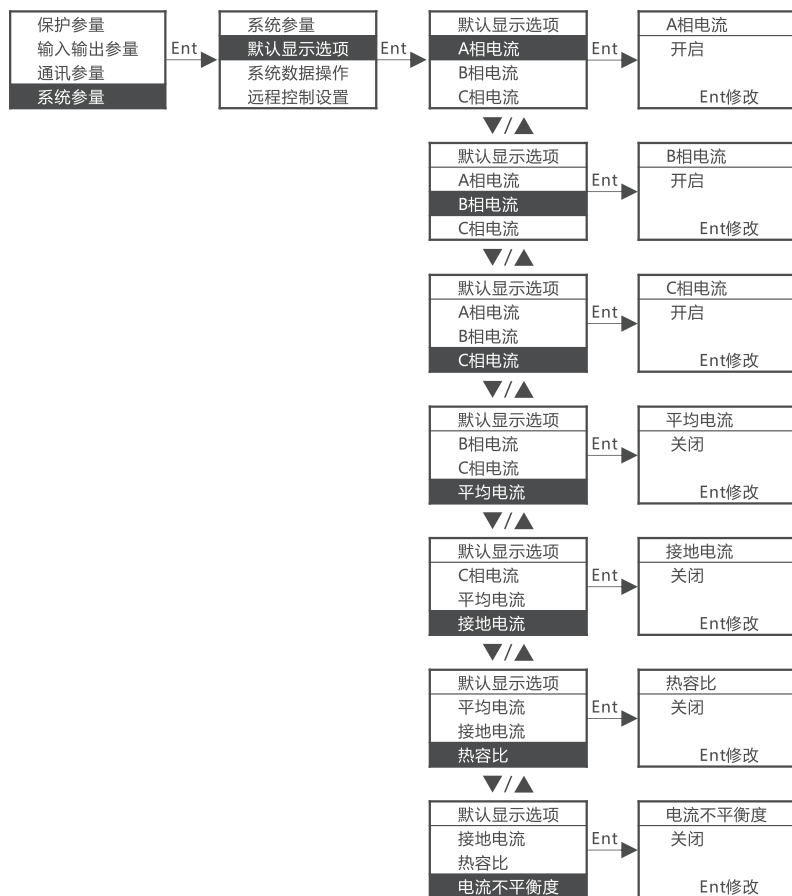 保护参量
输入输出参量
通讯参量
系统参量
Ent
系统参量
默认显示选项
系统数据操作
远程控制设置
Ent
默认显示选项
A相电流
B相电流
C相电流
Ent
A相电流
开启
Ent修改
▼/▲
默认显示选项
A相电流
B相电流
C相电流
Ent
B相电流
开启
Ent修改
▼/▲
默认显示选项
A相电流
B相电流
C相电流
Ent
C相电流
开启
Ent修改
▼/▲
默认显示选项
B相电流
C相电流
平均电流
Ent
平均电流
关闭
Ent修改
▼/▲
默认显示选项
C相电流
平均电流
接地电流
Ent
接地电流
关闭
Ent修改
▼/▲
默认显示选项
平均电流
接地电流
热容比
Ent
热容比
关闭
Ent修改
▼/▲
默认显示选项
接地电流
热容比
电流不平衡度
Ent
电流不平衡度
关闭
Ent修改